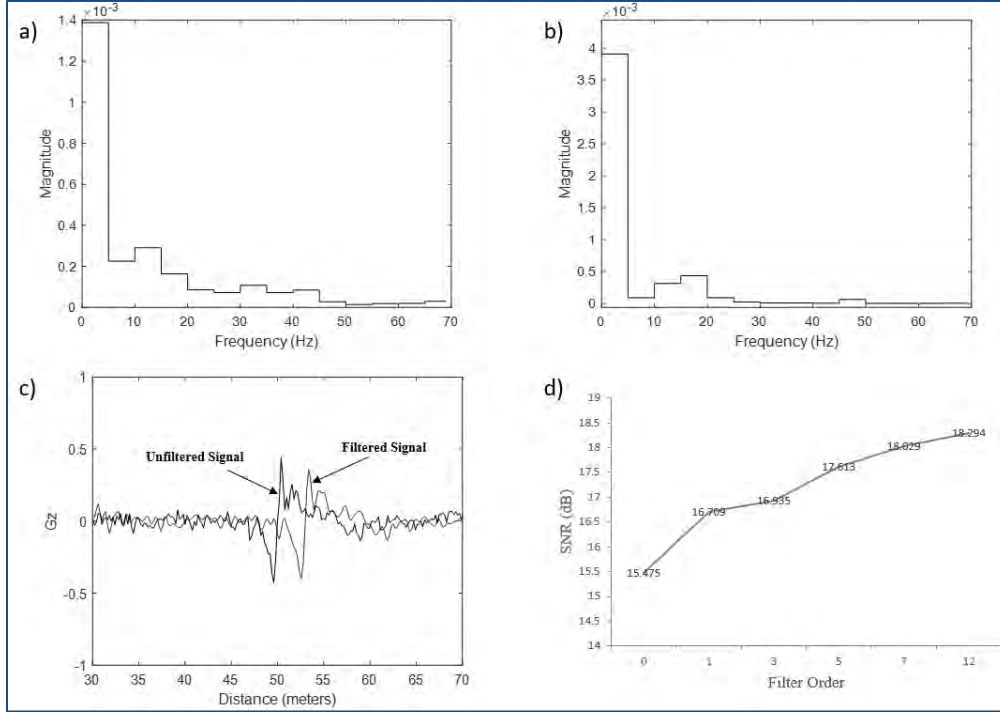 a)
×10⁻³
1.4
1.2
1
0.8
0.6
0.4
0.2
0
Magnitude
0 10 20 30 40 50 60 70
Frequency (Hz)
b)
×10⁻³
4
3.5
3
2.5
2
1.5
1
0.5
0
Magnitude
0 10 20 30 40 50 60 70
Frequency (Hz)
c)
1
0.5
0
-0.5
-1
Gz
Unfiltered Signal
Filtered Signal
30 35 40 45 50 55 60 65 70
Distance (meters)
d)
19
18.5
18
17.5
17
16.5
16
15.5
15
14.5
14
SNR (dB)
15.475
16.709
16.935
17.613
18.029
18.294
0 1 3 5 7 12
Filter Order